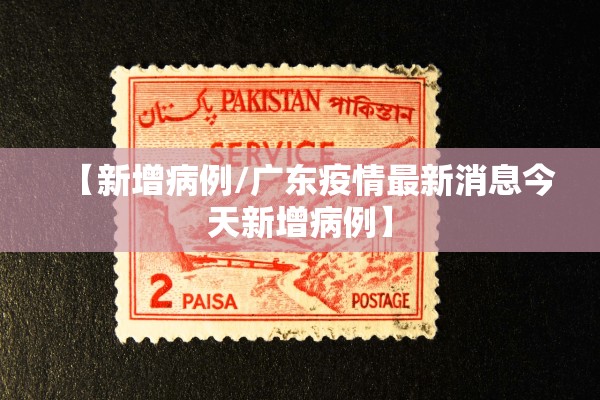 پاکستان PAKISTAN পাকিস্তান
SERVICE
【新增病例/广东疫情最新消息今
天新增病例】
2 PAISA POSTAGE